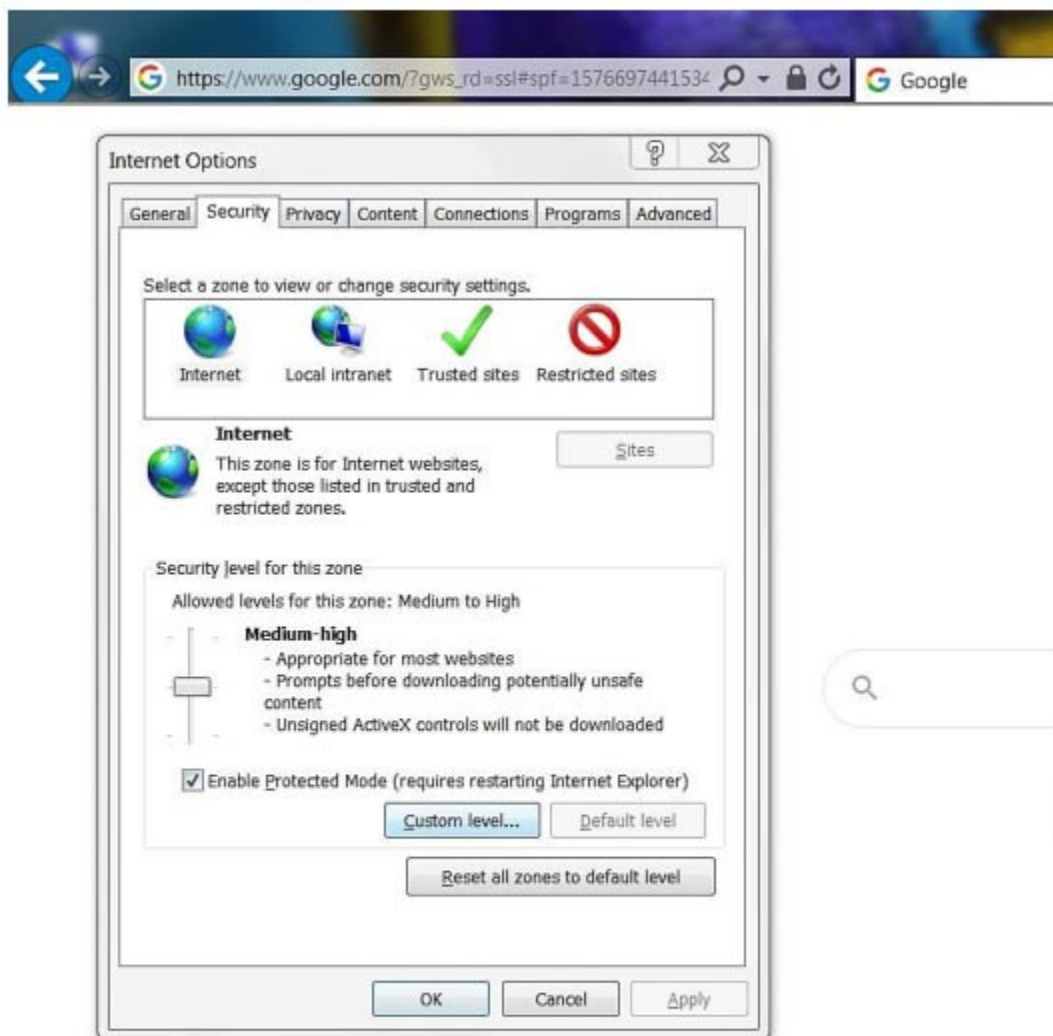 https://www.google.com/?gws_rd=ssl#spf=1576697441534
Google
Internet Options
General Security Privacy Content Connections Programs Advanced
Select a zone to view or change security settings.
Internet Local intranet Trusted sites Restricted sites
Internet
Sites
This zone is for Internet websites,
except those listed in trusted and
restricted zones.
Security level for this zone
Allowed levels for this zone: Medium to High
Medium-high
- Appropriate for most websites
- Prompts before downloading potentially unsafe
content
- Unsigned ActiveX controls will not be downloaded
Enable Protected Mode (requires restarting Internet Explorer)
Custom level... Default level
Reset all zones to default level
OK Cancel Apply